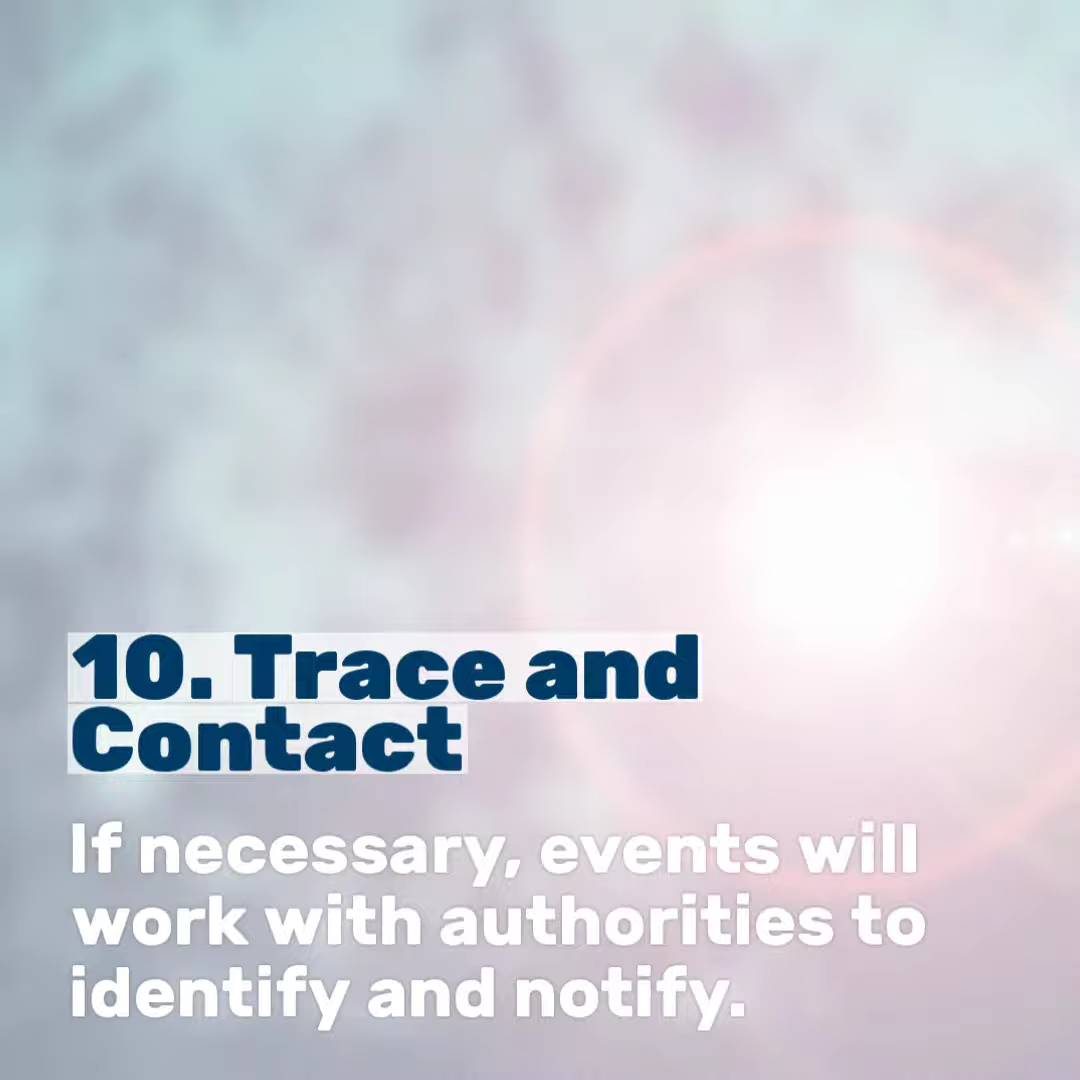 10. Trace and
Contact
If necessary, events will
work with authorities to
identify and notify.